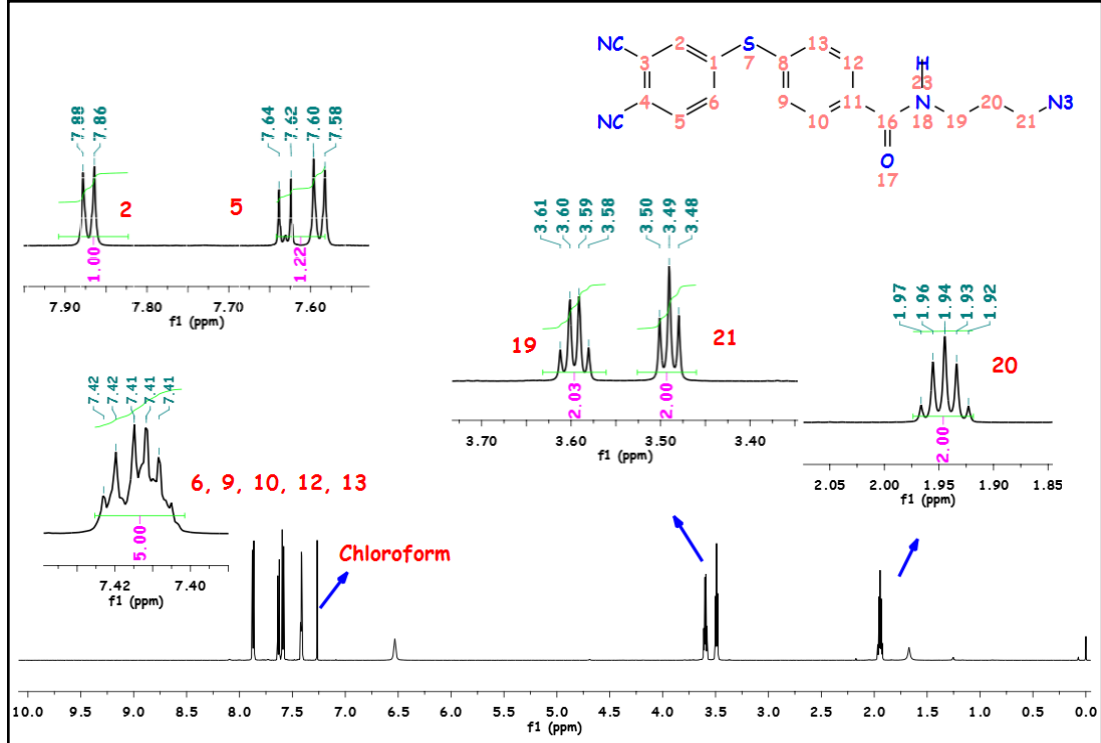 NC 2 S 13 H
3 1 7 8 12 23 N3
4 6 9 11 N 20
NC 5 10 16 18 19 21
O
17
7.88 7.86 7.64 7.62 7.60 7.58
2 5
1.00 1.22
7.90 7.80 7.70 7.60
f1 (ppm)
3.61 3.60 3.59 3.58 3.50 3.49 3.48
19 21
2.03 2.00
3.70 3.60 3.50 3.40
f1 (ppm)
1.97 1.96 1.94 1.93 1.92
20
2.00
2.05 2.00 1.95 1.90 1.85
f1 (ppm)
7.42 7.42 7.41 7.41 7.41
6, 9, 10, 12, 13
5.00
7.42 7.40
f1 (ppm)
Chloroform
10.0 9.5 9.0 8.5 8.0 7.5 7.0 6.5 6.0 5.5 5.0 4.5 4.0 3.5 3.0 2.5 2.0 1.5 1.0 0.5 0.0
f1 (ppm)